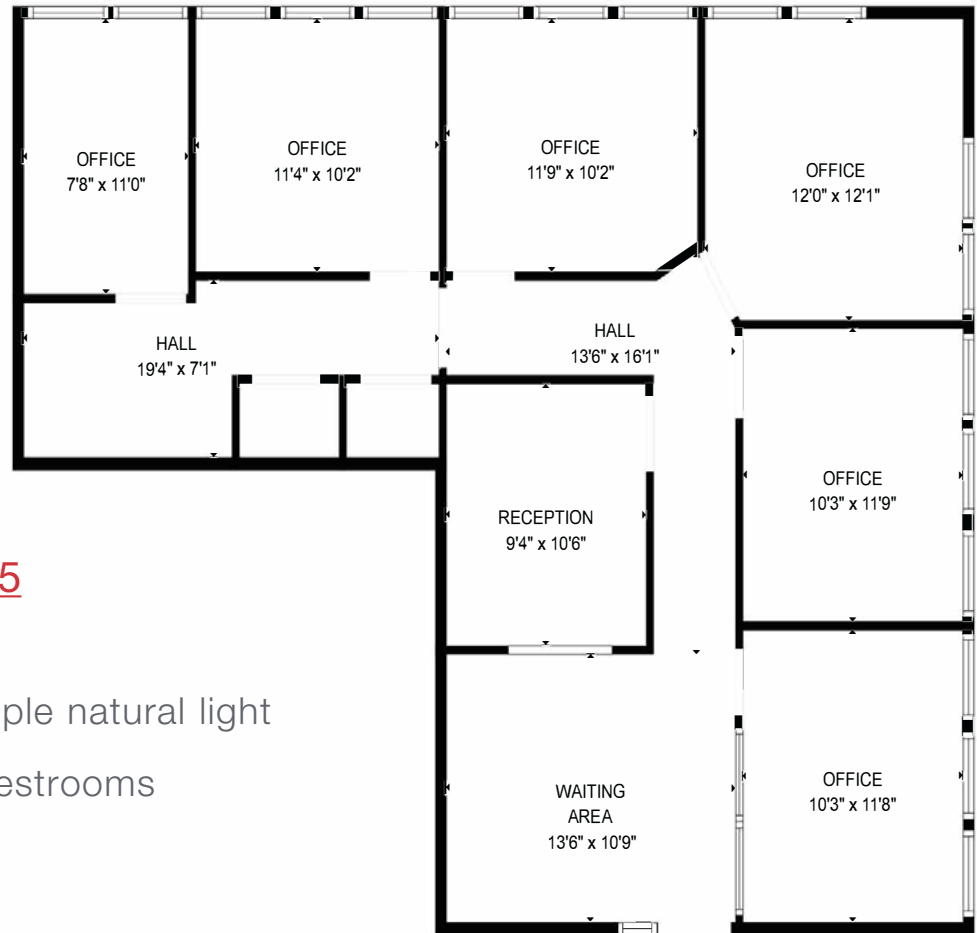 OFFICE
7'8" x 11'0"
OFFICE
11'4" x 10'2"
OFFICE
11'9" x 10'2"
OFFICE
12'0" x 12'1"
HALL
19'4" x 7'1"
HALL
13'6" x 16'1"
OFFICE
10'3" x 11'9"
RECEPTION
9'4" x 10'6"
5
ple natural light
estrooms
WAITING
AREA
13'6" x 10'9"
OFFICE
10'3" x 11'8"